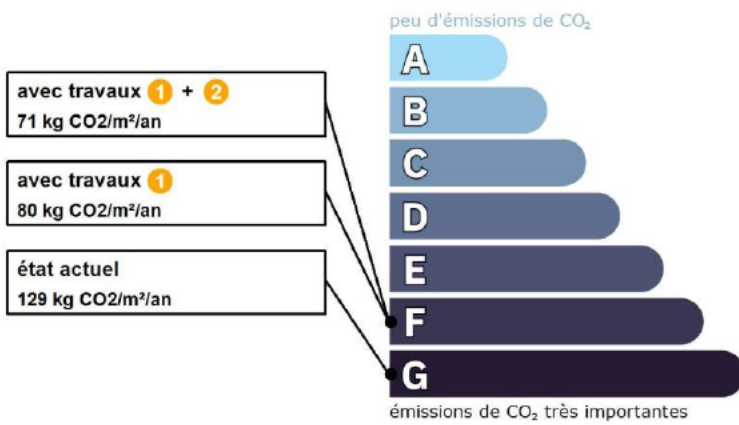 peu d'émissions de CO₂
A
avec travaux 1 + 2
71 kg CO2/m²/an
B
C
avec travaux 1
80 kg CO2/m²/an
D
état actuel
129 kg CO2/m²/an
E
F
G
émissions de CO₂ très importantes